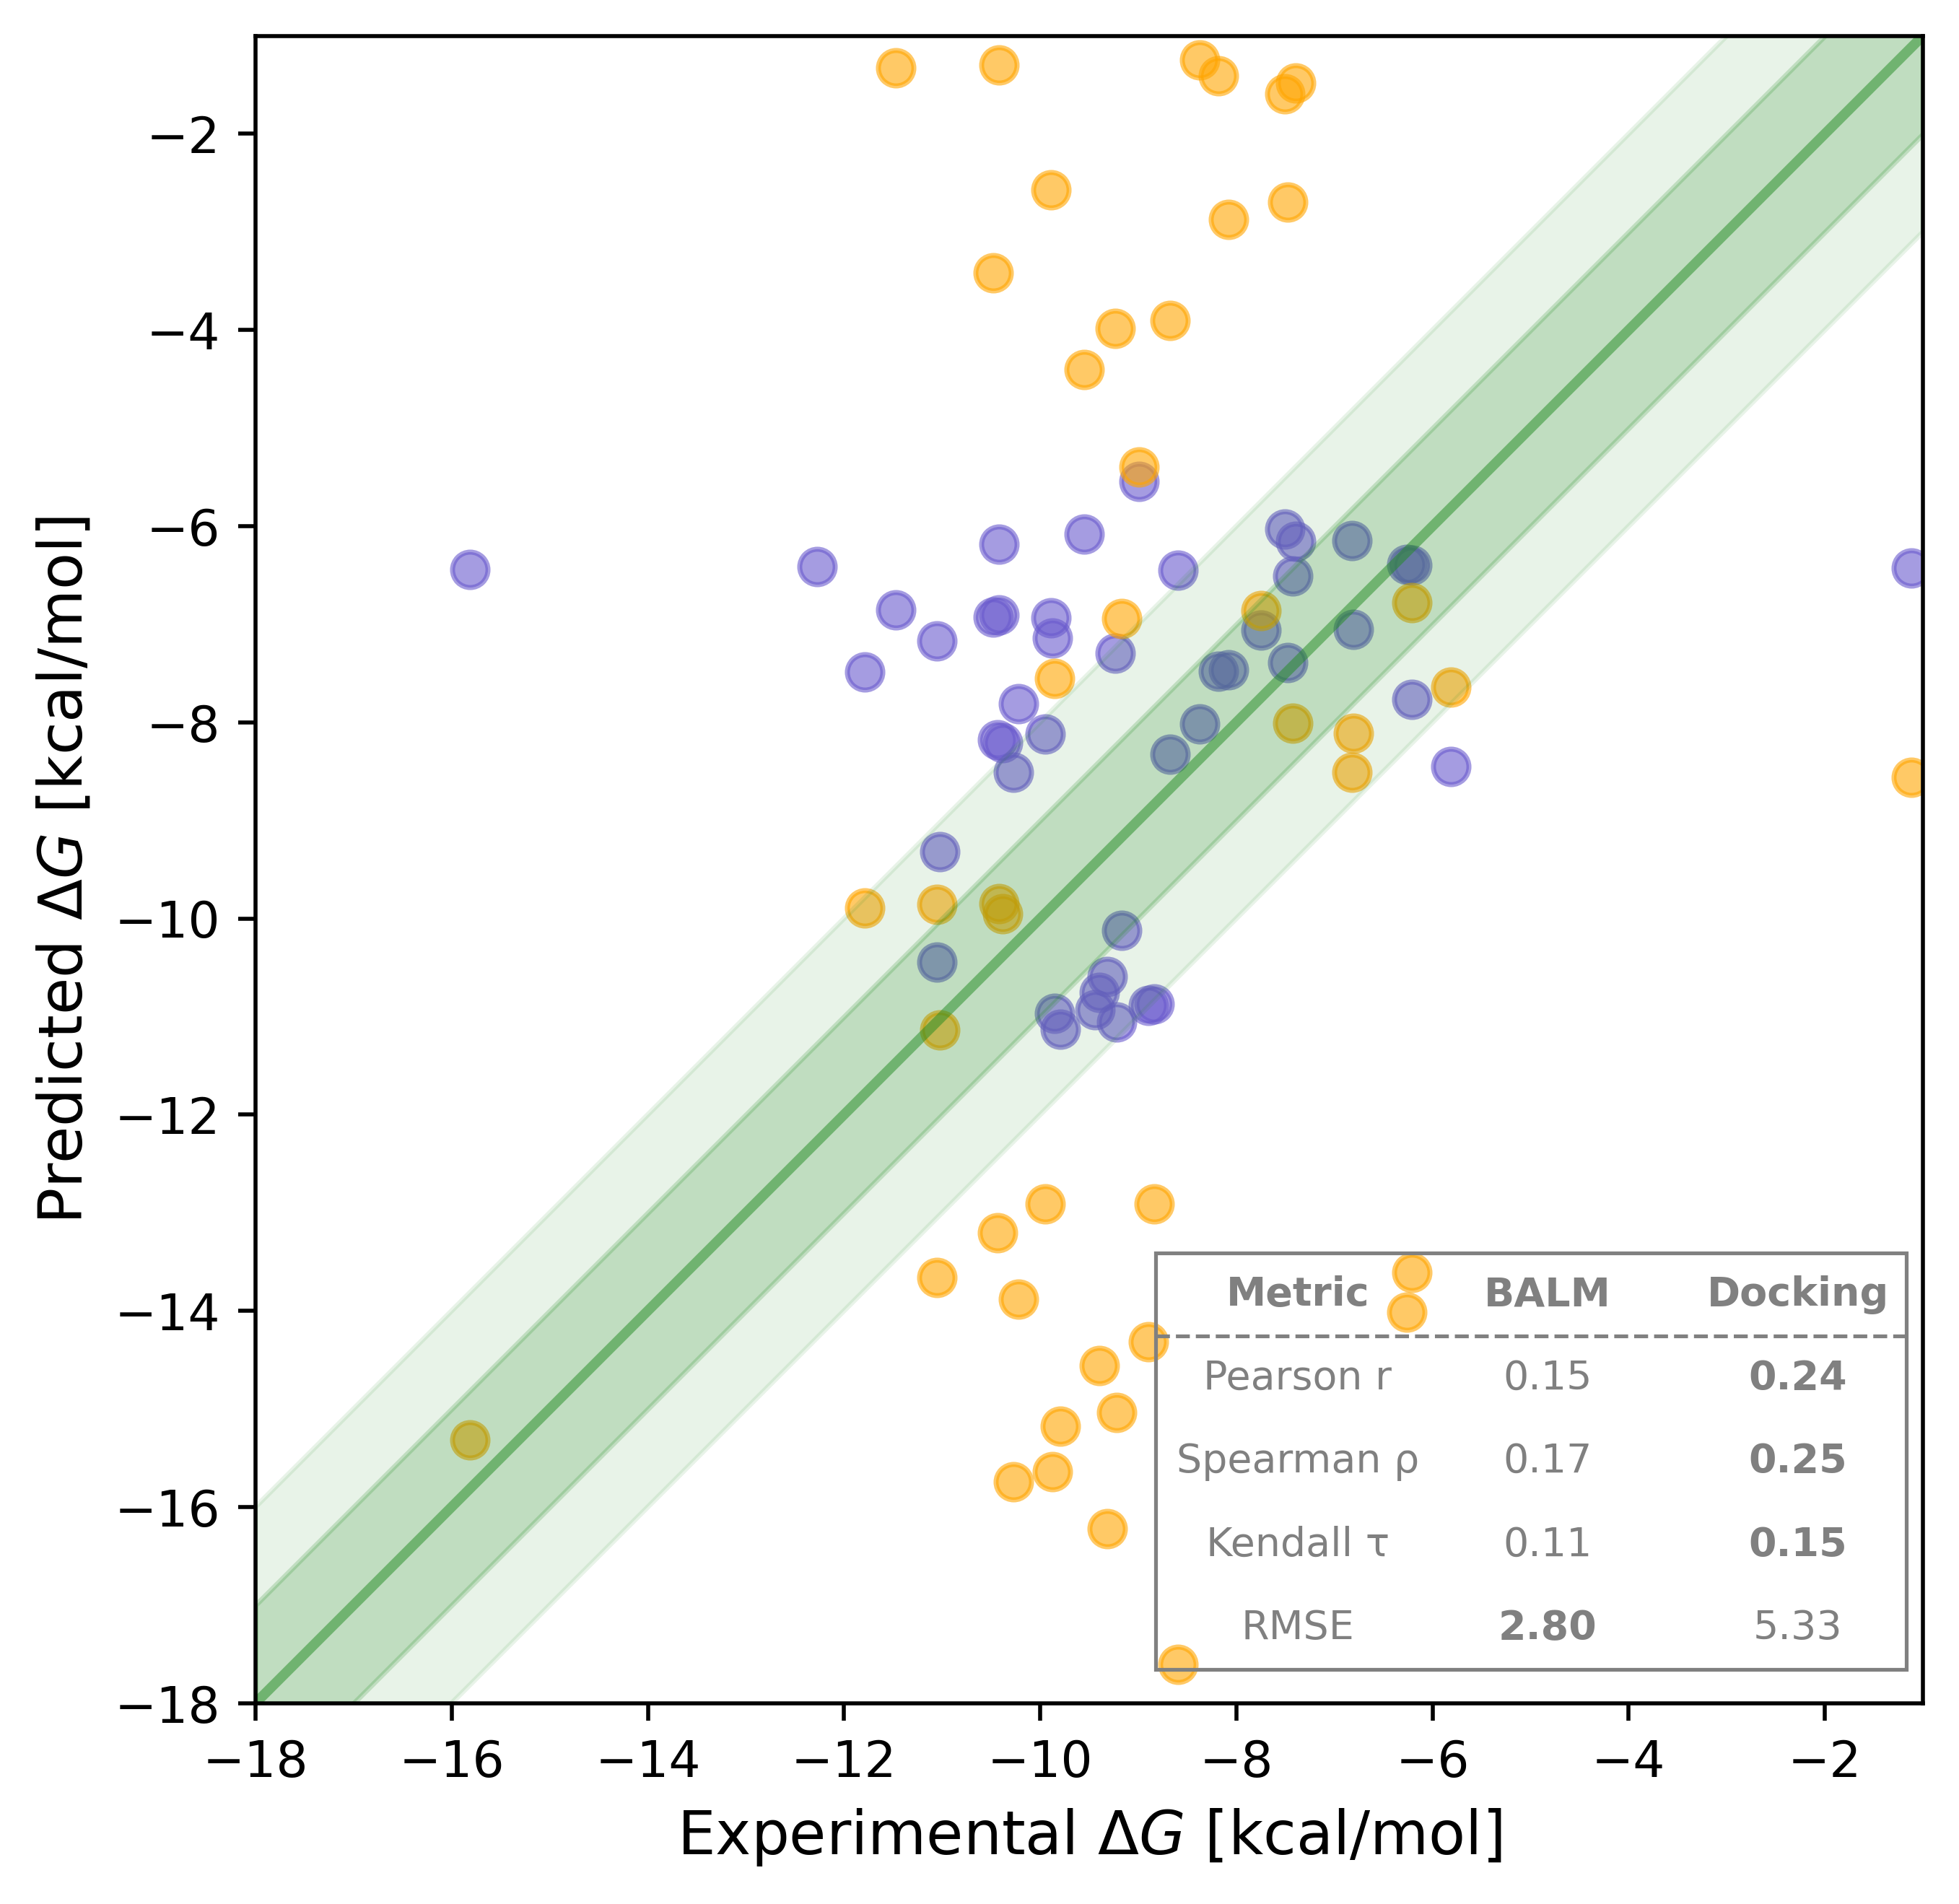 Predicted ΔG [kcal/mol]
−2
−4
−6
−8
−10
−12
−14
−16
−18
Metric BALM Docking
Pearson r 0.15 0.24
Spearman ρ 0.17 0.25
Kendall τ 0.11 0.15
RMSE 2.80 5.33
−18 −16 −14 −12 −10 −8 −6 −4 −2
Experimental ΔG [kcal/mol]